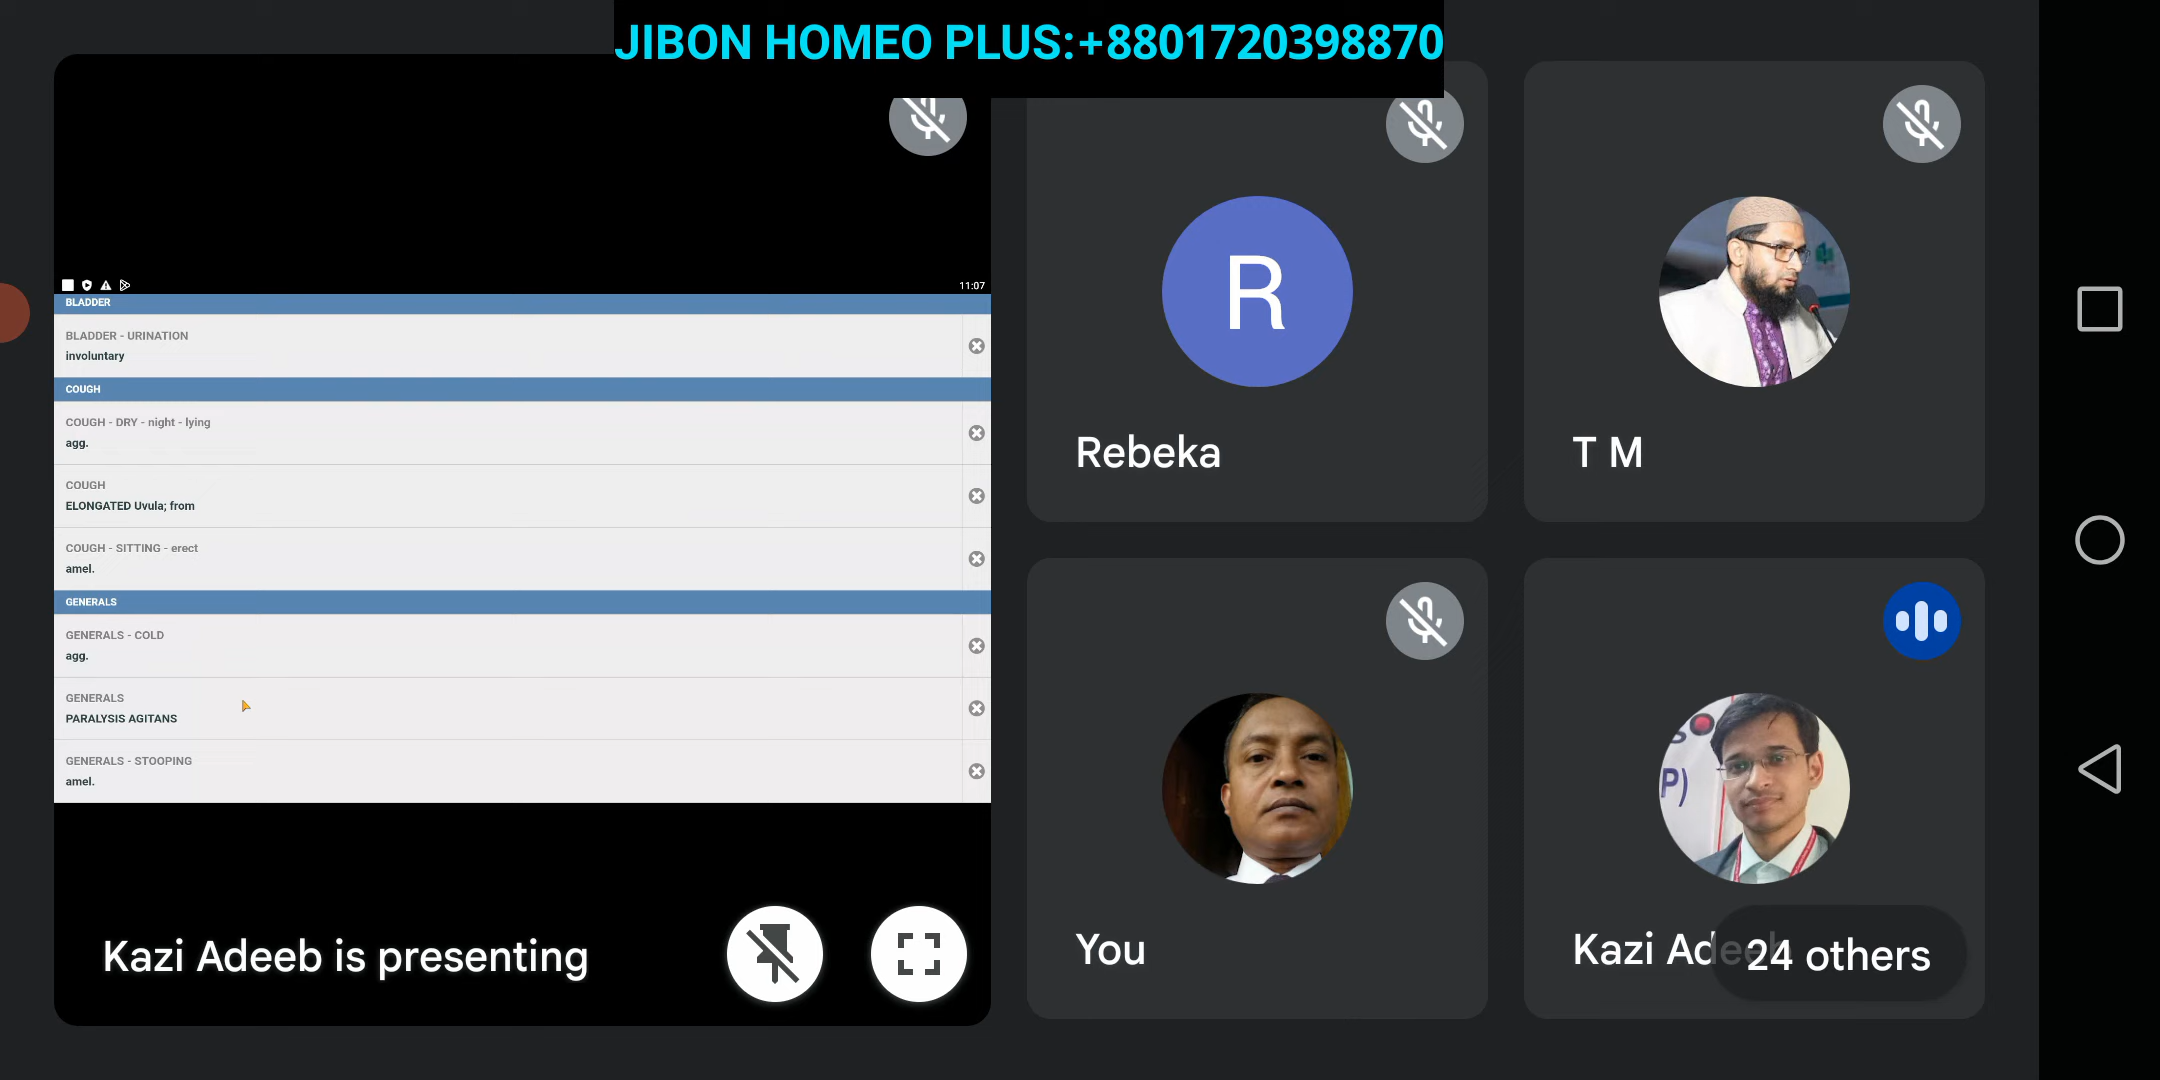 JIBON HOMEO PLUS:+8801720398870
11:07
BLADDER
BLADDER - URINATION
involuntary
COUGH
COUGH - DRY - night - lying
agg.
COUGH
ELONGATED Uvula; from
COUGH - SITTING - erect
amel.
GENERALS
GENERALS - COLD
agg.
GENERALS
PARALYSIS AGITANS
GENERALS - STOOPING
amel.
Kazi Adeeb is presenting
R
Rebeka
T M
You
P)
Kazi Adeeb
24 others